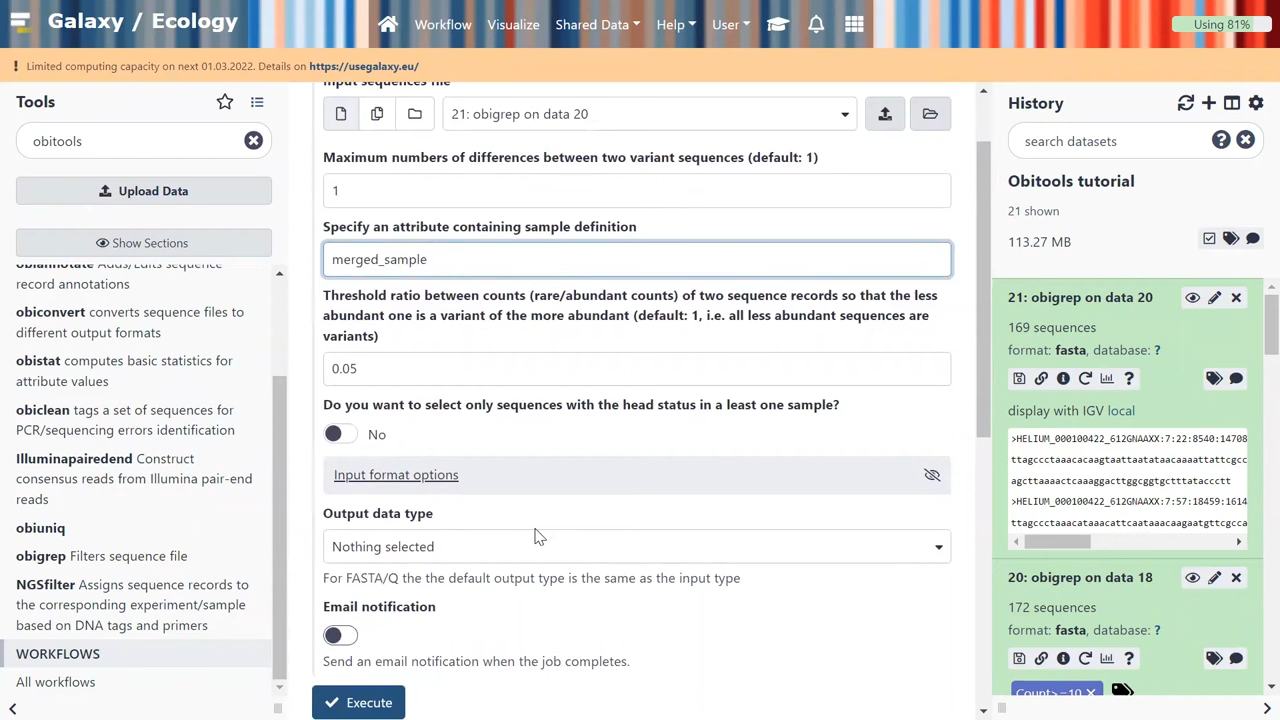 Galaxy / Ecology
Workflow
Visualize
Shared Data
Help
User
Using 81%
Limited computing capacity on next 01.03.2022. Details on https://usegalaxy.eu/
Tools
obitools
Upload Data
Show Sections
obiannotate Adds/Edits sequence
record annotations
obiconvert converts sequence files
to different output formats
obistat computes basic statistics for
attribute values
obiclean tags a set of sequences for
PCR/sequencing errors identification
Illuminapairedend Construct
consensus reads from Illumina pair-end
reads
obiuniq
obigrep Filters sequence file
NGSfilter Assigns sequence records to
the corresponding experiment/sample
based on DNA tags and primers
WORKFLOWS
All workflows
Input sequences file
21: obigrep on data 20
Maximum numbers of differences between two variant sequences (default: 1)
1
Specify an attribute containing sample definition
merged_sample
Threshold ratio between counts (rare/abundant counts) of two sequence records so that the less
abundant one is a variant of the more abundant (default: 1, i.e. all less abundant sequences are
variants)
0.05
Do you want to select only sequences with the head status in a least one sample?
No
Input format options
Output data type
Nothing selected
For FASTA/Q the the default output type is the same as the input type
Email notification
Send an email notification when the job completes.
Execute
History
search datasets
Obitools tutorial
21 shown
113.27 MB
21: obigrep on data 20
169 sequences
format: fasta, database: ?
display with IGV local
>HELIUM_000100422_612GNAAXX:7:22:8540:14708
ttagccctaaacacaagtaattaatataacaaaattattcgcc
agcttaaaactcaaaggacttggcggtgctttataccctt
>HELIUM_000100422_612GNAAXX:7:57:18459:1614
ttagccctaaacataaacattcaataaacaagaatgttcgcca
20: obigrep on data 18
172 sequences
format: fasta, database: ?
Count>=10